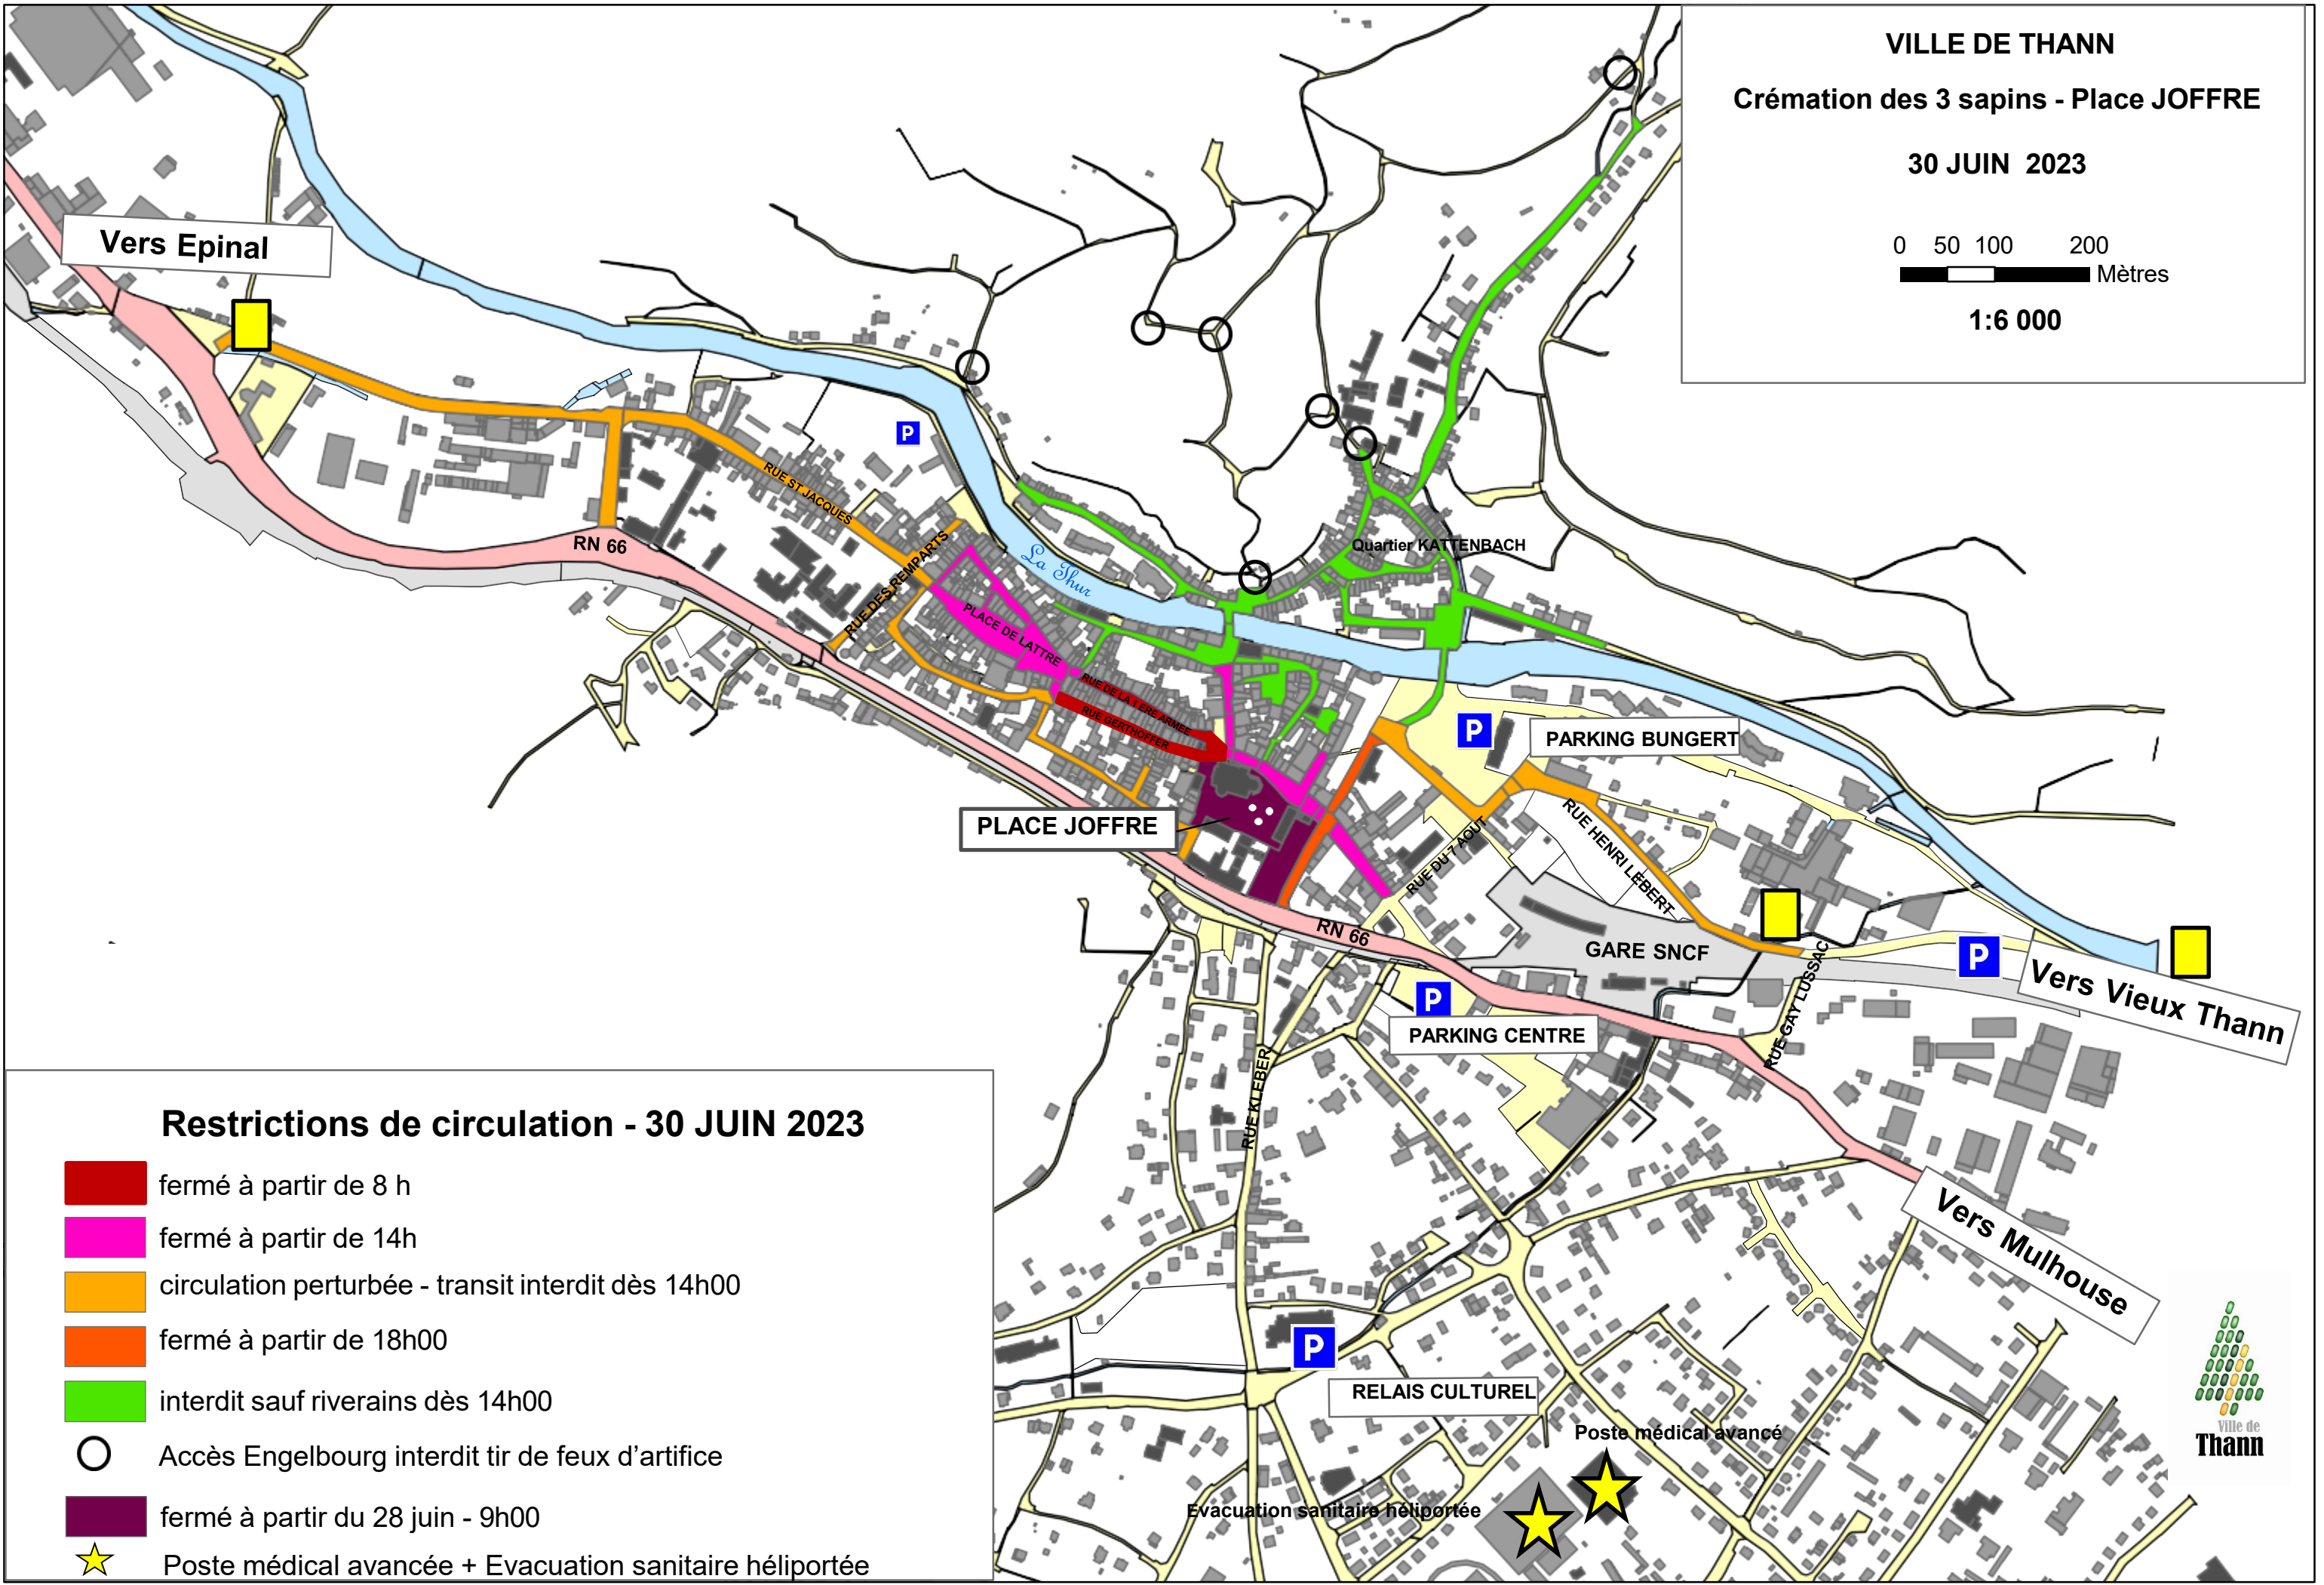 VILLE DE THANN
Crémation des 3 sapins - Place JOFFRE
30 JUIN 2023
0 50 100 200
Mètres
1:6 000
Vers Epinal
P
RUE ST JACQUES
RN 66
RUE DES REMPARTS
La Thur
Quartier KATTENBACH
PLACE DE LATTRE
RUE DE LA 1 ERE ARMEE
RUE GERTHOFFER
P
PARKING BUNGERT
PLACE JOFFRE
RUE DU 7 AOUT
RUE HENRI LEBERT
RN 66
GARE SNCF
P
RUE GAY LUSSAC
Vers Vieux Thann
P
PARKING CENTRE
RUE KLEBER
Vers Mulhouse
P
RELAIS CULTUREL
Poste médical avancé
Evacuation sanitaire héliportée
Ville de
Thann
Restrictions de circulation - 30 JUIN 2023
fermé à partir de 8 h
fermé à partir de 14h
circulation perturbée - transit interdit dès 14h00
fermé à partir de 18h00
interdit sauf riverains dès 14h00
Accès Engelbourg interdit tir de feux d’artifice
fermé à partir du 28 juin - 9h00
Poste médical avancée + Evacuation sanitaire héliportée